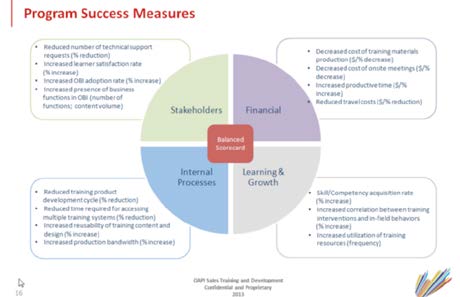 Program Success Measures
• Reduced number of technical support
requests (% reduction)
• Increased learner satisfaction rate
(% increase)
• Increased OBI adoption rate (% increase)
• Increased presence of business
functions in OBI (number of
functions; content volume)
• Decreased cost of training materials
production ($/% decrease)
• Decreased cost of onsite meetings ($/%
decrease)
• Increased productive time ($/%
increase)
• Reduced travel costs ($/% reduction)
Stakeholders
Financial
Balanced
Scorecard
Internal
Processes
Learning &
Growth
• Reduced training product
development cycle (% reduction)
• Reduced time required for accessing
multiple training systems (% reduction)
• Increased reusability of training content and
design (% increase)
• Increased production bandwidth (% increase)
• Skill/Competency acquisition rate
(% increase)
• Increased correlation between training
interventions and in-field behaviors
(% increase)
• Increased utilization of training
resources (frequency)
OAPI Sales Training and Development
Confidential and Proprietary
2013
16